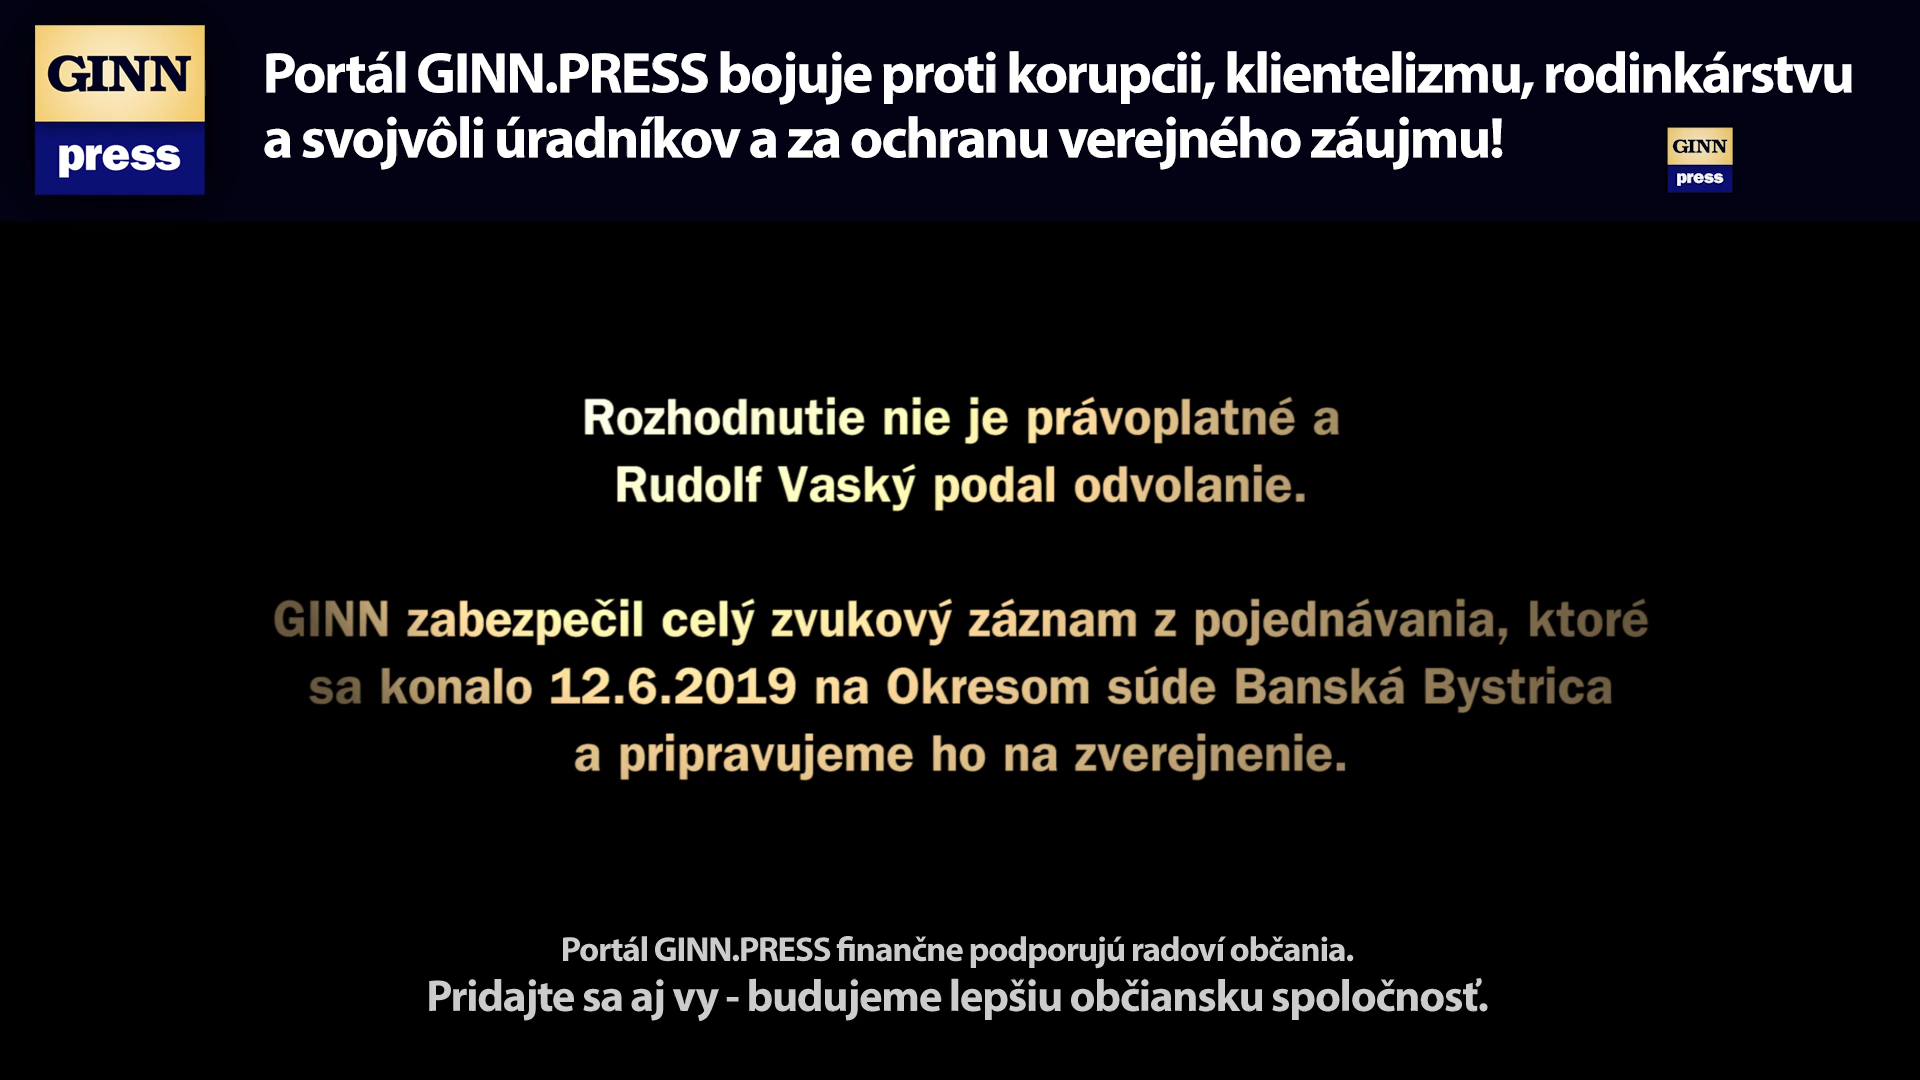 GINN
press
Portál GINN.PRESS bojuje proti korupcii, klientelizmu, rodinkárstvu
a svojvôli úradníkov a za ochranu verejného záujmu!
GINN
press
Rozhodnutie nie je právoplatné a
Rudolf Vaský podal odvolanie.
GINN zabezpečil celý zvukový záznam z pojednávania, ktoré
sa konalo 12.6.2019 na Okresom súde Banská Bystrica
a pripravujeme ho na zverejnenie.
Portál GINN.PRESS finančne podporujú radoví občania.
Pridajte sa aj vy - budujeme lepšiu občiansku spoločnosť.